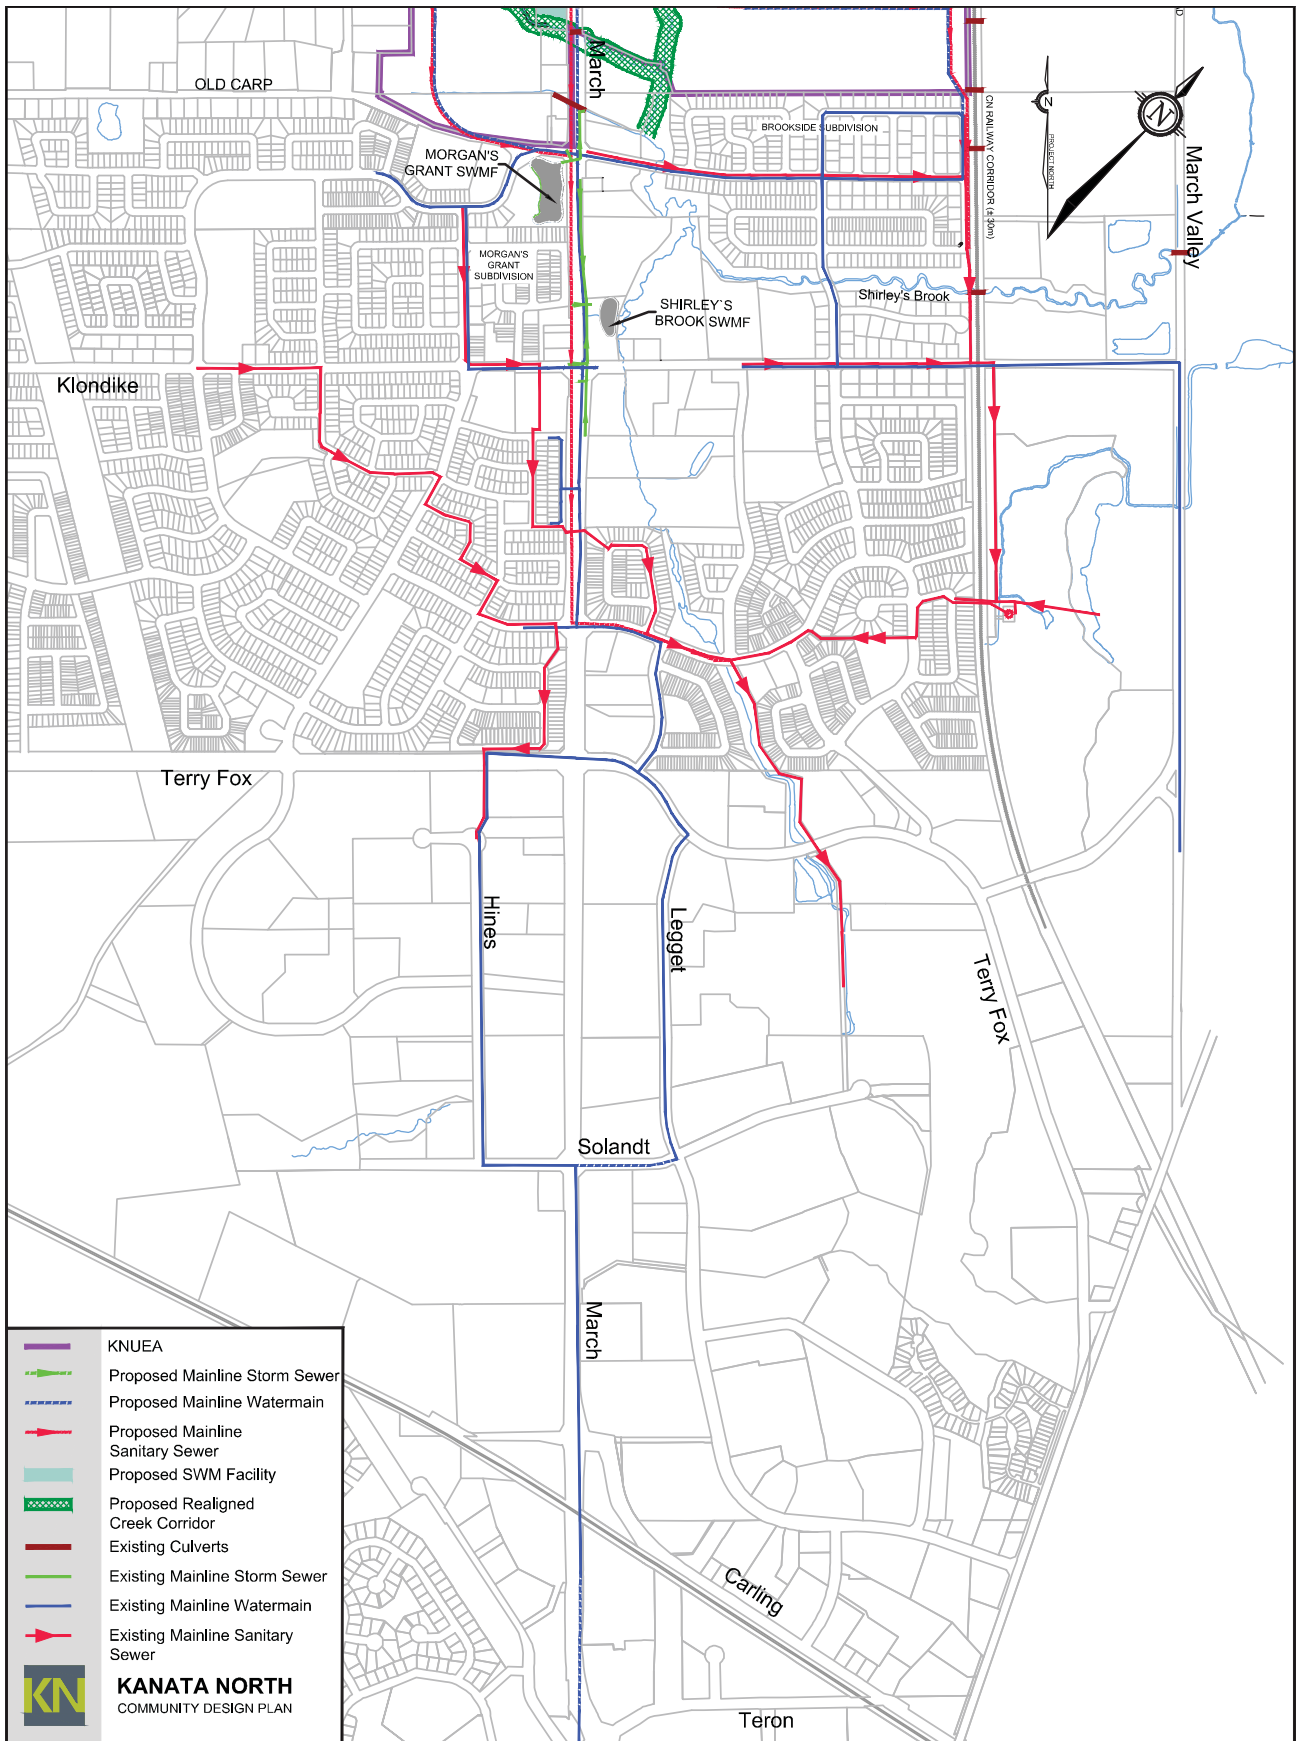 OLD CARP
March
BROOKSIDE SUBDIVISION
MORGAN'S
GRANT SWMF
CN RAILWAY CORRIDOR (± 30m)
N
PROJECT NORTH
N
March Valley
MORGAN'S
GRANT
SUBDIVISION
SHIRLEY'S
BROOK SWMF
Shirley's Brook
Klondike
Terry Fox
Hines
Legget
Terry Fox
Solandt
March
Carling
Teron
KNUEA
Proposed Mainline Storm Sewer
Proposed Mainline Watermain
Proposed Mainline
Sanitary Sewer
Proposed SWM Facility
Proposed Realigned
Creek Corridor
Existing Culverts
Existing Mainline Storm Sewer
Existing Mainline Watermain
Existing Mainline Sanitary
Sewer
KN
KANATA NORTH
COMMUNITY DESIGN PLAN